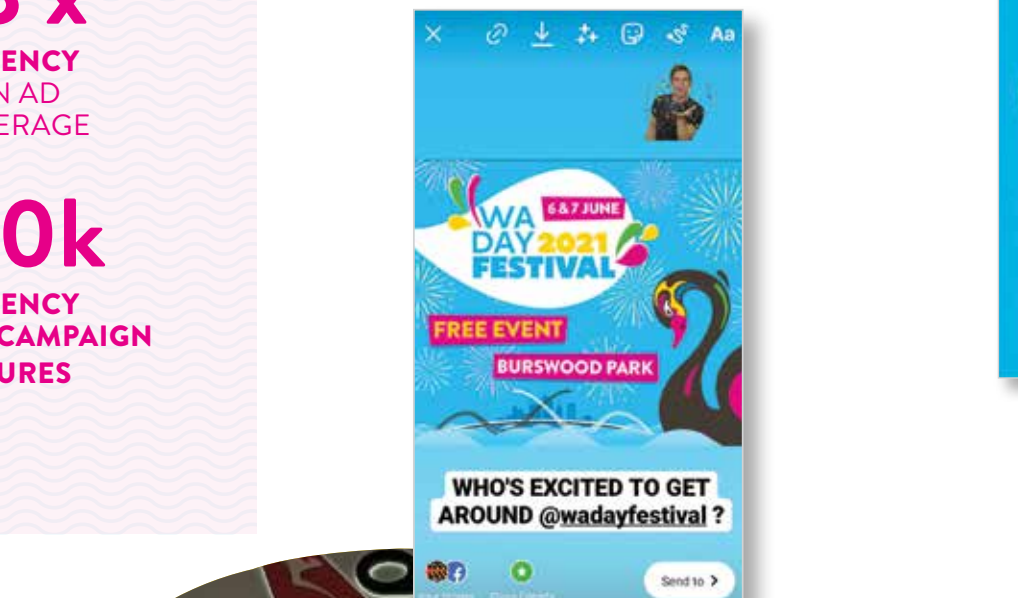 x
ENCY
N AD
ERAGE
0k
ENCY
CAMPAIGN
URES
Aa
WA
DAY 2021
FESTIVAL
6 & 7 JUNE
FREE EVENT
BURSWOOD PARK
WHO'S EXCITED TO GET
AROUND @wadayfestival ?
Send to